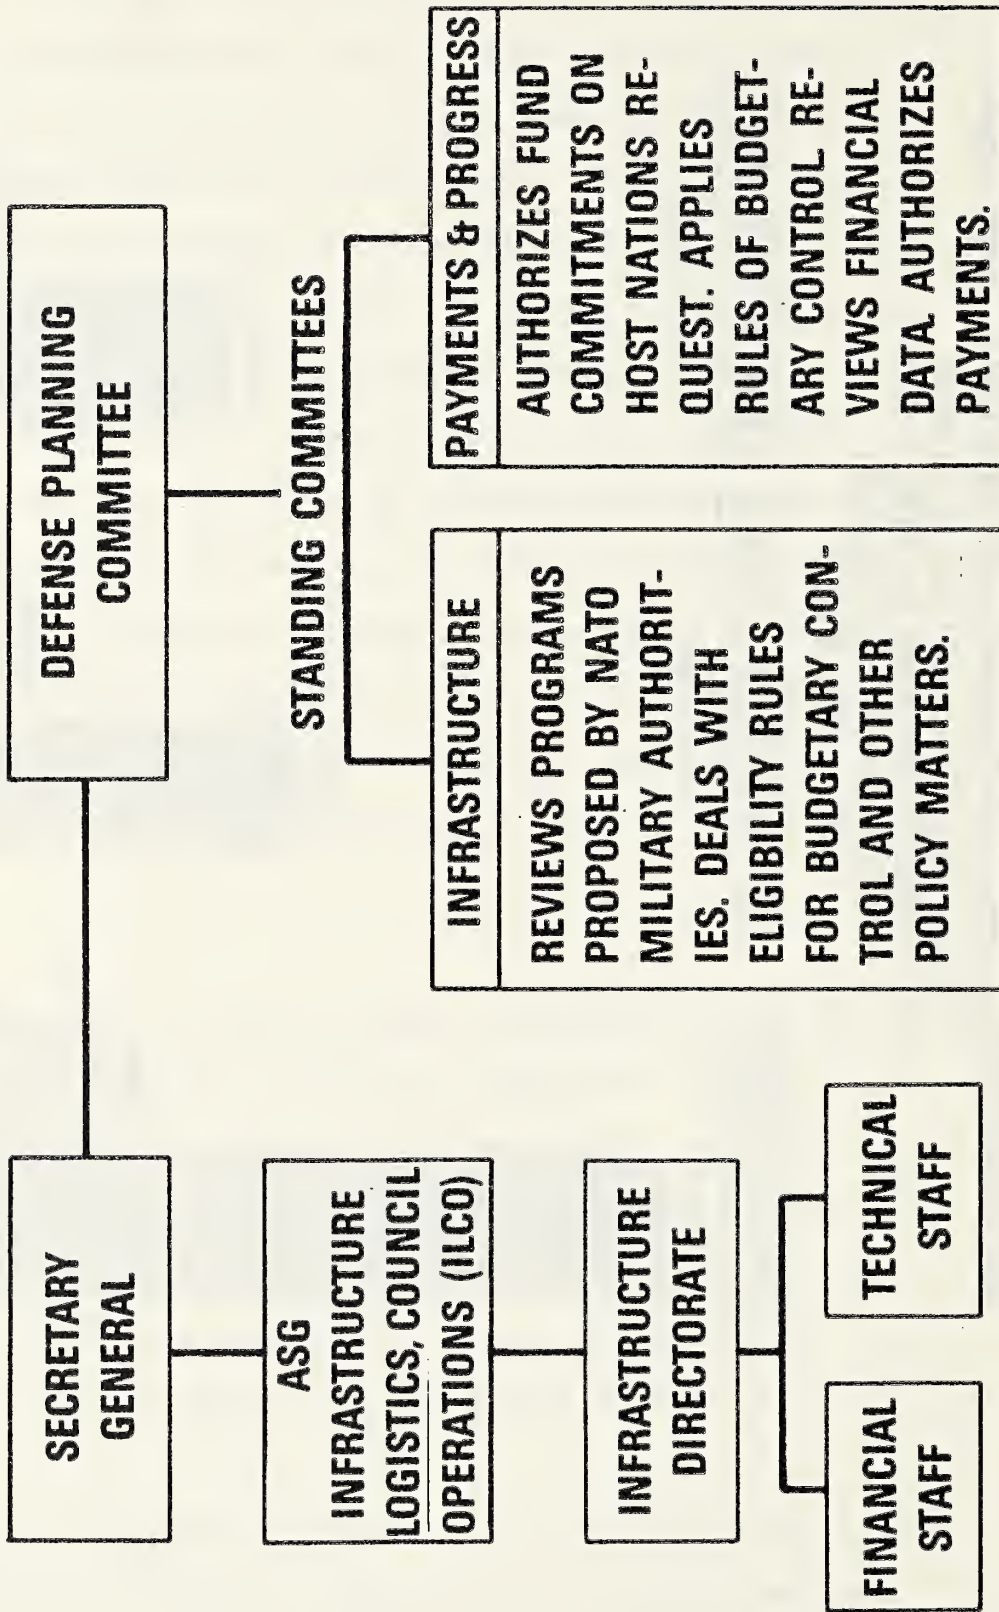 DEFENSE PLANNING
COMMITTEE
SECRETARY
GENERAL
STANDING COMMITTEES
ASG
INFRASTRUCTURE
LOGISTICS, COUNCIL
OPERATIONS (ILCO)
INFRASTRUCTURE
DIRECTORATE
FINANCIAL
STAFF
TECHNICAL
STAFF
INFRASTRUCTURE
REVIEWS PROGRAMS
PROPOSED BY NATO
MILITARY AUTHORIT-
IES. DEALS WITH
ELIGIBILITY RULES
FOR BUDGETARY CON-
TROL AND OTHER
POLICY MATTERS.
PAYMENTS & PROGRESS
AUTHORIZES FUND
COMMITMENTS ON
HOST NATIONS RE-
QUEST. APPLIES
RULES OF BUDGET-
ARY CONTROL RE-
VIEWS FINANCIAL
DATA. AUTHORIZES
PAYMENTS.